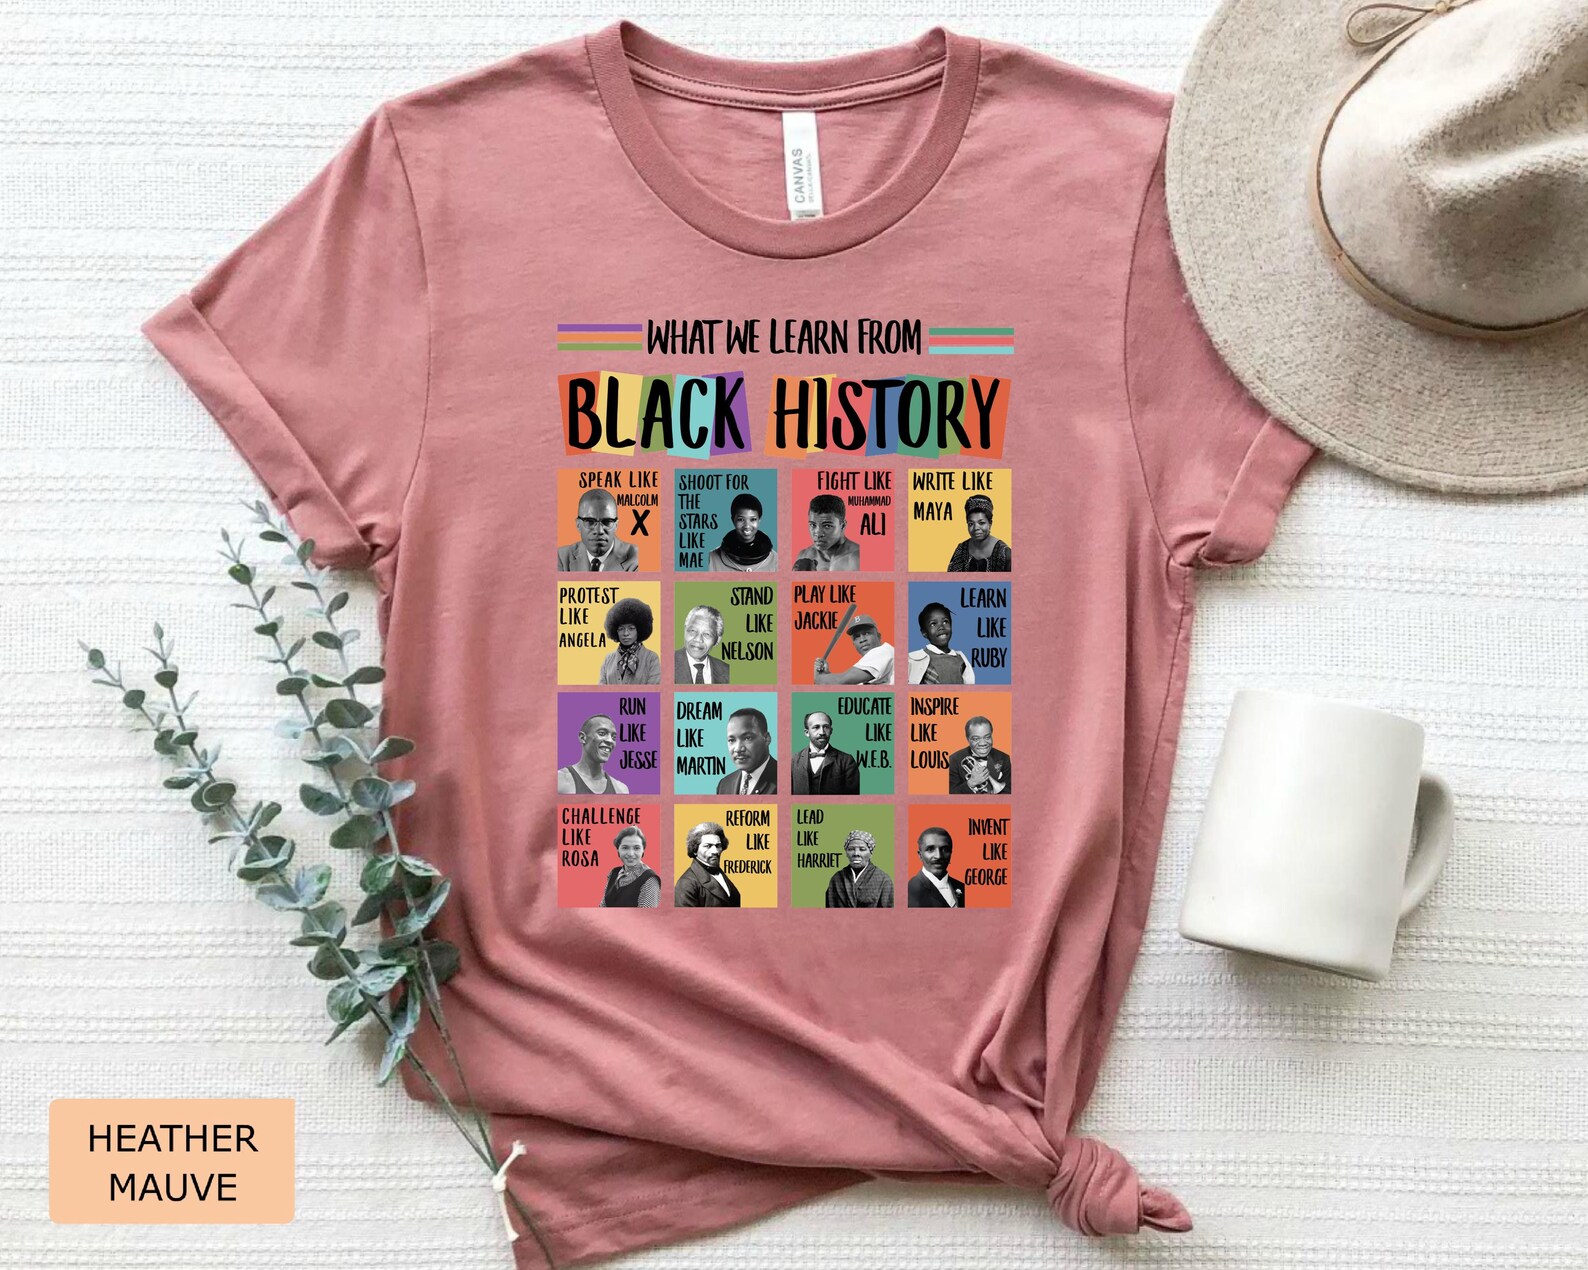 CANVAS
WHAT WE LEARN FROM
BLACK HISTORY
SPEAK LIKE
MALCOLM
X
SHOOT FOR
THE
STARS
LIKE
MAE
FIGHT LIKE
MUHAMMAD
ALI
WRITE LIKE
MAYA
PROTEST
LIKE
ANGELA
STAND
LIKE
NELSON
PLAY LIKE
JACKIE
B
LEARN
LIKE
RUBY
RUN
LIKE
JESSE
DREAM
LIKE
MARTIN
EDUCATE
LIKE
W.E.B.
INSPIRE
LIKE
LOUIS
CHALLENGE
LIKE
ROSA
REFORM
LIKE
FREDERICK
LEAD
LIKE
HARRIET
INVENT
LIKE
GEORGE
HEATHER
MAUVE